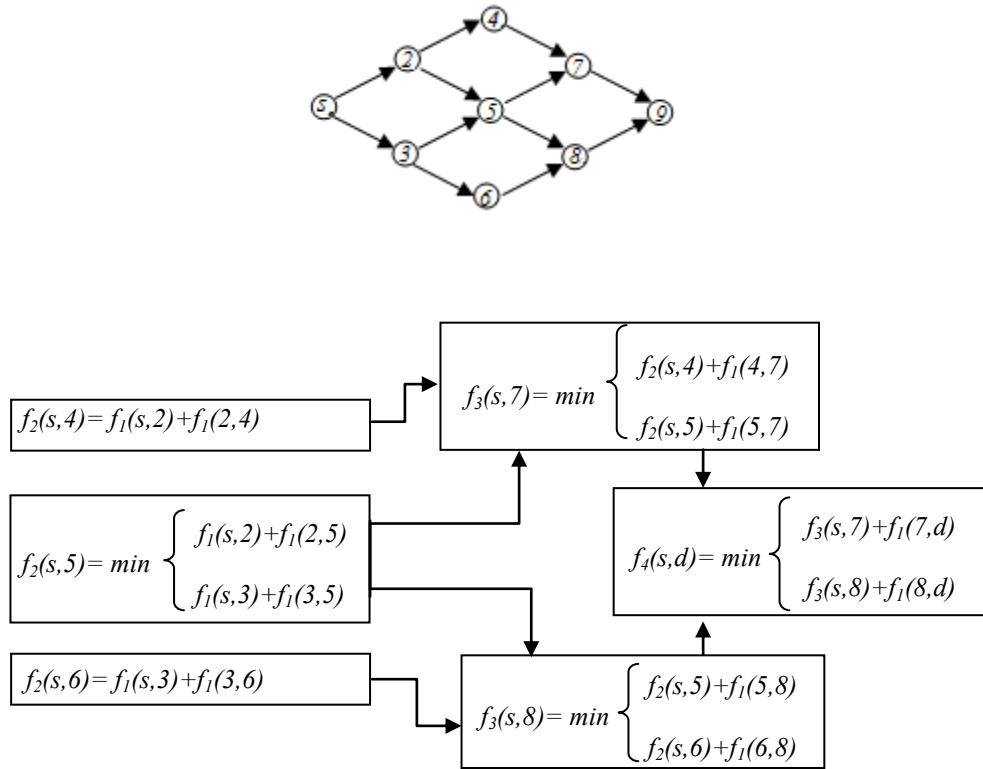 4
2
7
s
5
9
3
8
6
f₂(s,4)+f₁(4,7)
f₃(s,7)= min
f₂(s,5)+f₁(5,7)
f₂(s,4)= f₁(s,2)+f₁(2,4)
f₁(s,2)+f₁(2,5)
f₂(s,5)= min
f₁(s,3)+f₁(3,5)
f₃(s,7)+f₁(7,d)
f₄(s,d)= min
f₃(s,8)+f₁(8,d)
f₂(s,6)= f₁(s,3)+f₁(3,6)
f₂(s,5)+f₁(5,8)
f₃(s,8)= min
f₂(s,6)+f₁(6,8)